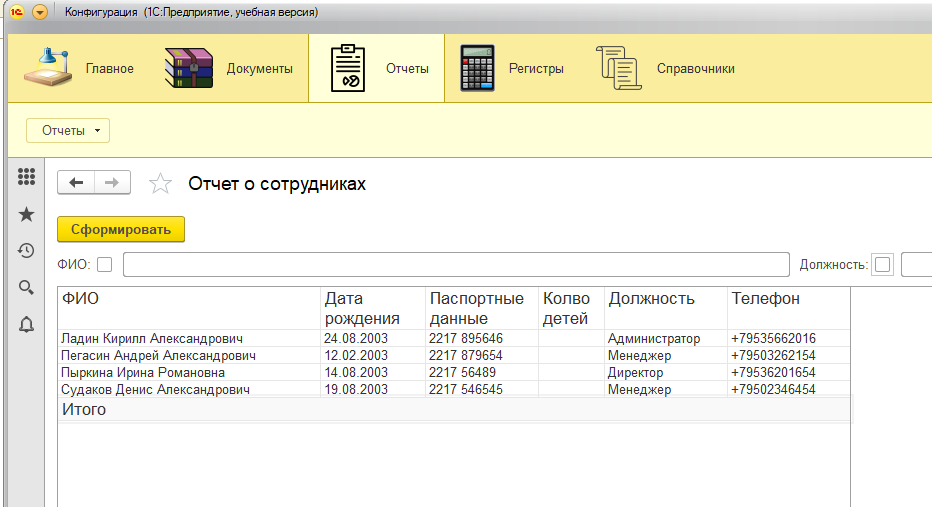 1С Конфигурация (1С:Предприятие, учебная версия)
Главное Документы Отчеты Регистры Справочники
Отчеты
Отчет о сотрудниках
Сформировать
ФИО: Должность:
ФИО Дата рождения Паспортные данные Колво детей Должность Телефон
Ладин Кирилл Александрович 24.08.2003 2217 895646 Администратор +79535662016
Пегасин Андрей Александрович 12.02.2003 2217 879654 Менеджер +79503262154
Пыркина Ирина Романовна 14.08.2003 2217 56489 Директор +79536201654
Судаков Денис Александрович 19.08.2003 2217 546545 Менеджер +79502346454
Итого